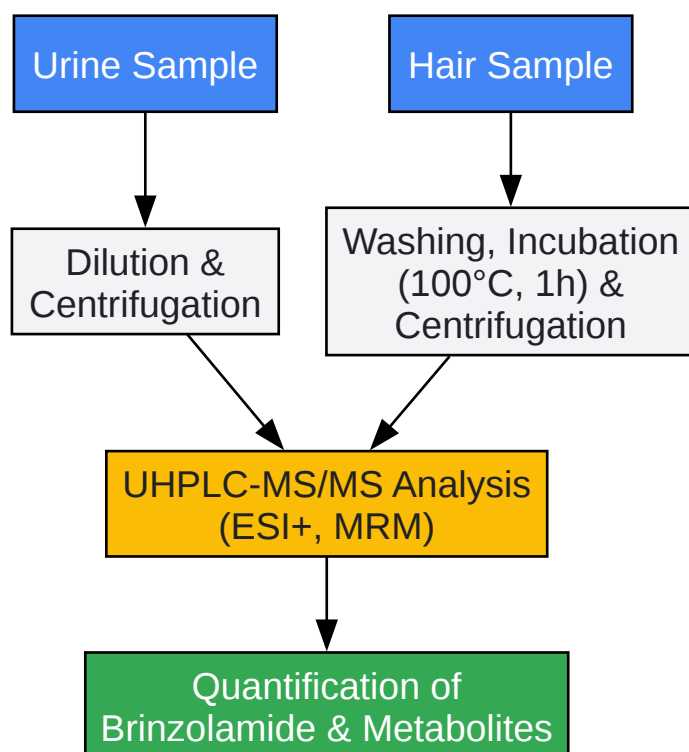 Urine Sample
Hair Sample
Dilution &
Centrifugation
Washing, Incubation
(100°C, 1h) &
Centrifugation
UHPLC-MS/MS Analysis
(ESI+, MRM)
Quantification of
Brinzolamide & Metabolites